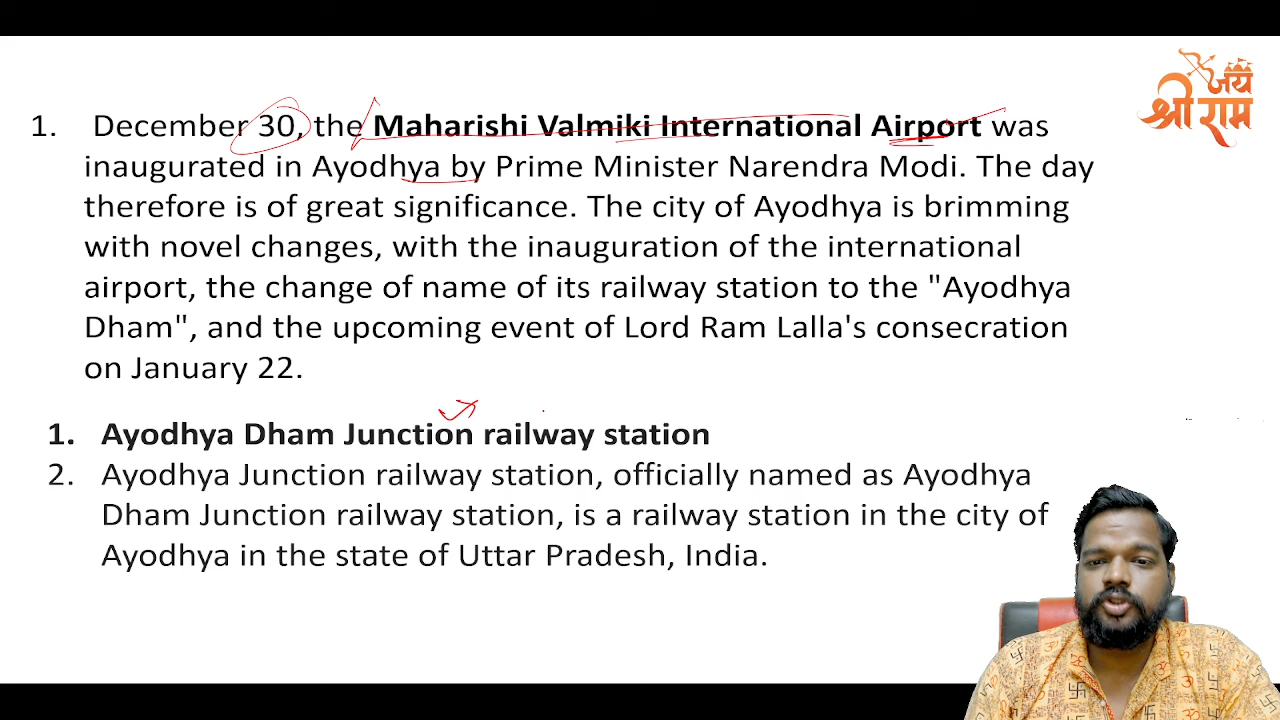 जय
श्री राम
1. December 30, the Maharishi Valmiki International Airport was
inaugurated in Ayodhya by Prime Minister Narendra Modi. The day
therefore is of great significance. The city of Ayodhya is brimming
with novel changes, with the inauguration of the international
airport, the change of name of its railway station to the "Ayodhya
Dham", and the upcoming event of Lord Ram Lalla's consecration
on January 22.
1. Ayodhya Dham Junction railway station
2. Ayodhya Junction railway station, officially named as Ayodhya
Dham Junction railway station, is a railway station in the city of
Ayodhya in the state of Uttar Pradesh, India.